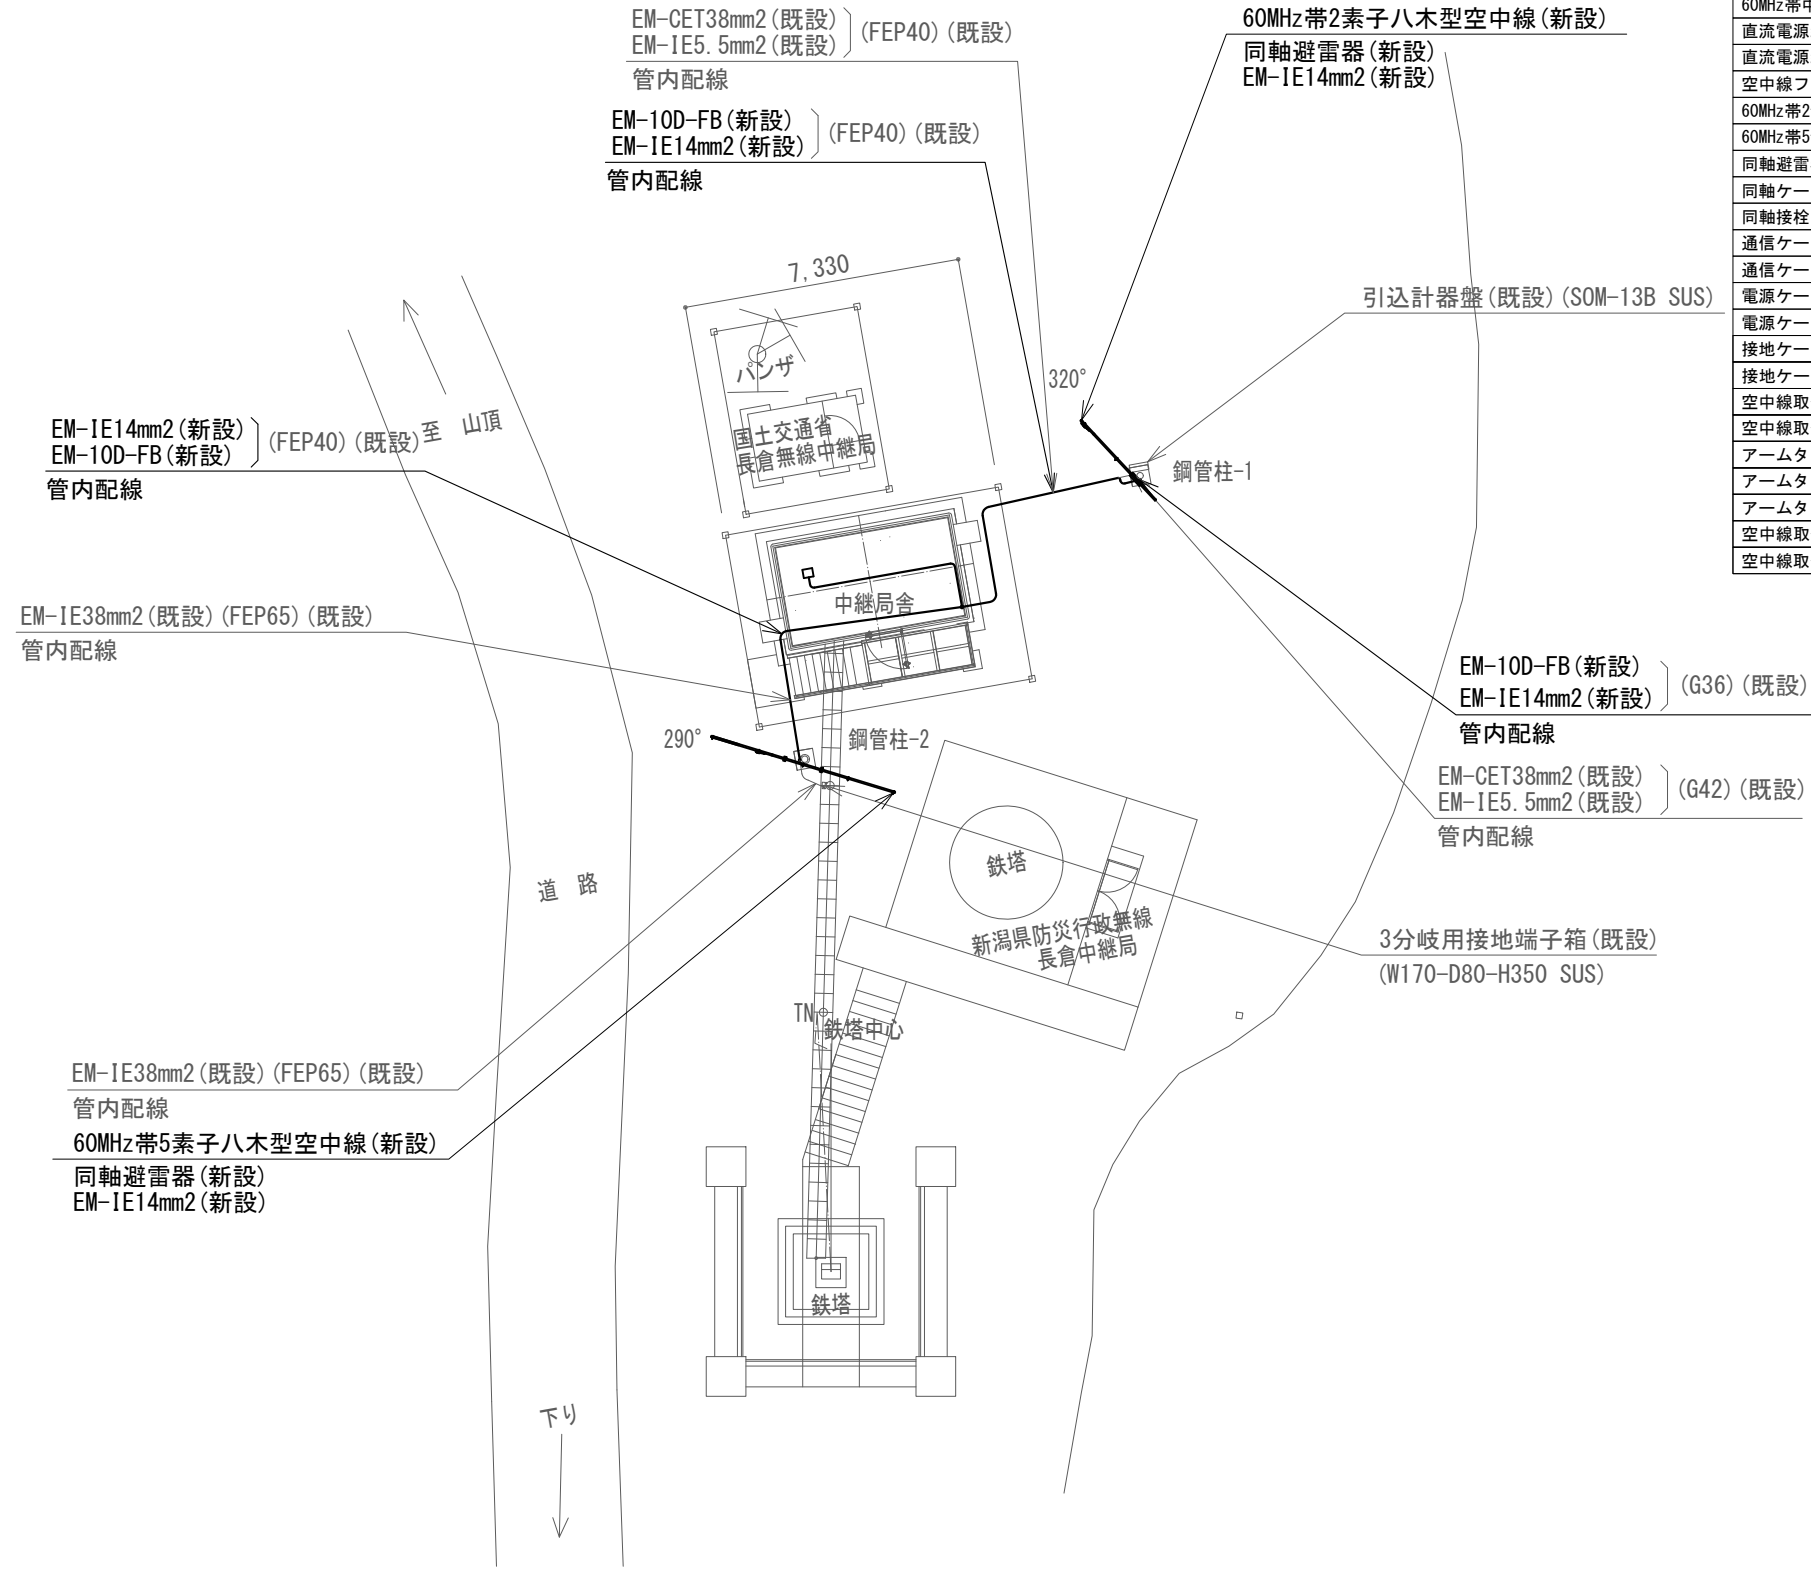 EM-CET38mm2(既設)
EM-IE5.5mm2(既設)
(FEP40)(既設)
管内配線
EM-10D-FB(新設)
EM-IE14mm2(新設)
(FEP40)(既設)
管内配線
60MHz帯2素子八木型空中線(新設)
同軸避雷器(新設)
EM-IE14mm2(新設)
直流電源
直流電源
空中線フ
60MHz帯2
60MHz帯5
同軸避雷
同軸ケー
同軸接栓
通信ケー
通信ケー
電源ケー
電源ケー
接地ケー
接地ケー
空中線取
空中線取
アームタ
アームタ
アームタ
空中線取
空中線取
7,330
引込計器盤(既設)(SOM-13B SUS)
パンザ
320°
国土交通省
長倉無線中継局
鋼管柱-1
至 山頂
EM-IE14mm2(新設)
EM-10D-FB(新設)
(FEP40)(既設)
管内配線
中継局舎
EM-IE38mm2(既設)(FEP65)(既設)
管内配線
EM-10D-FB(新設)
EM-IE14mm2(新設)
(G36)(既設)
管内配線
290°
鋼管柱-2
EM-CET38mm2(既設)
EM-IE5.5mm2(既設)
(G42)(既設)
管内配線
鉄塔
道 路
新潟県防災行政無線
長倉中継局
3分岐用接地端子箱(既設)
(W170-D80-H350 SUS)
TN
鉄塔中心
EM-IE38mm2(既設)(FEP65)(既設)
管内配線
60MHz帯5素子八木型空中線(新設)
同軸避雷器(新設)
EM-IE14mm2(新設)
鉄塔
下り